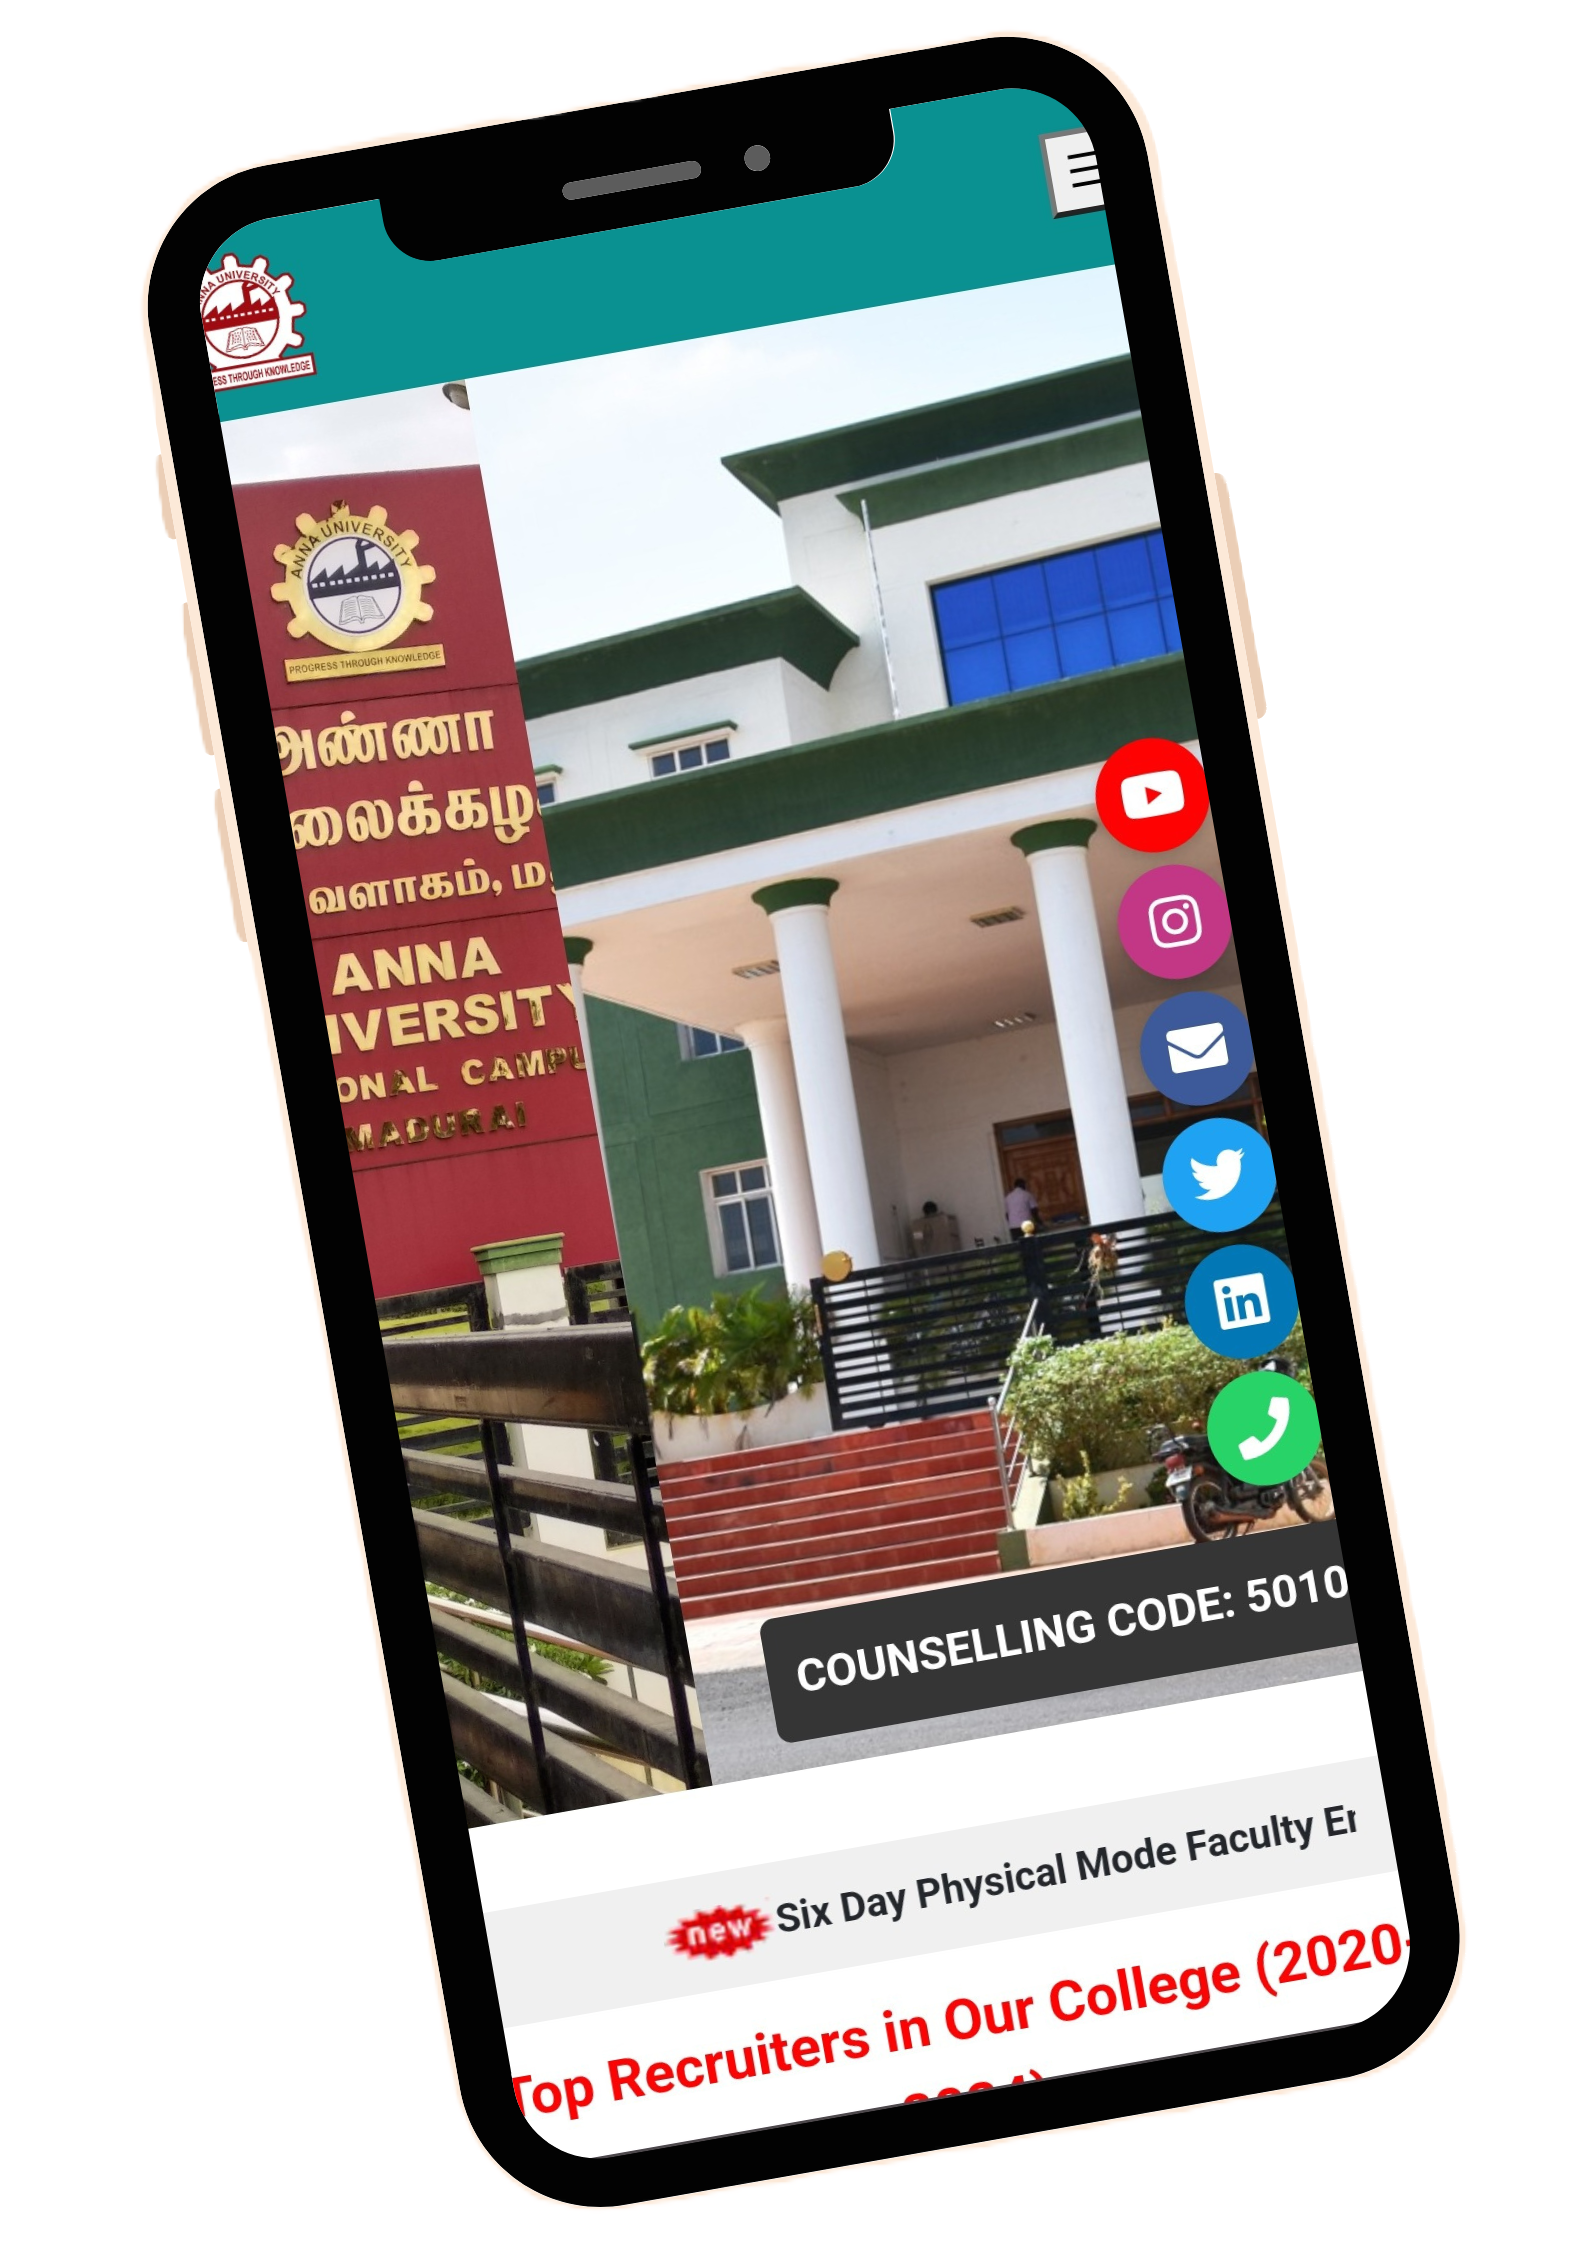 ANNA UNIVERSITY
ESS THROUGH KNOWLEDGE
ANNA UNIVERSITY
PROGRESS THROUGH KNOWLEDGE
அண்ணா
லைக்கழ
வளாகம், ம
ANNA
IVERSITY
ONAL CAMPU
MADURAI
in
COUNSELLING CODE: 5010
new Six Day Physical Mode Faculty En
Top Recruiters in Our College (2020-
2024)